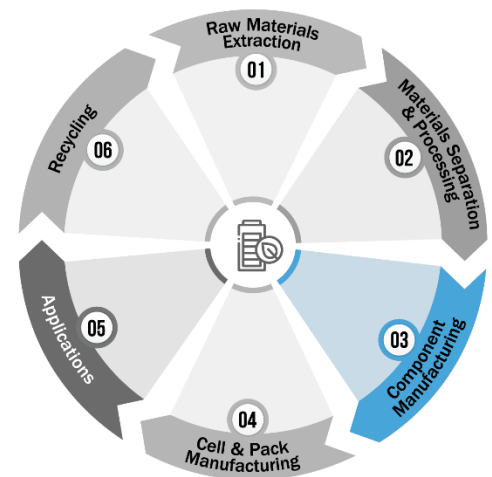 Raw Materials
Extraction
01
Materials Separation
& Processing
02
03
Component
Manufacturing
04
Cell & Pack
Manufacturing
05
Applications
06
Recycling